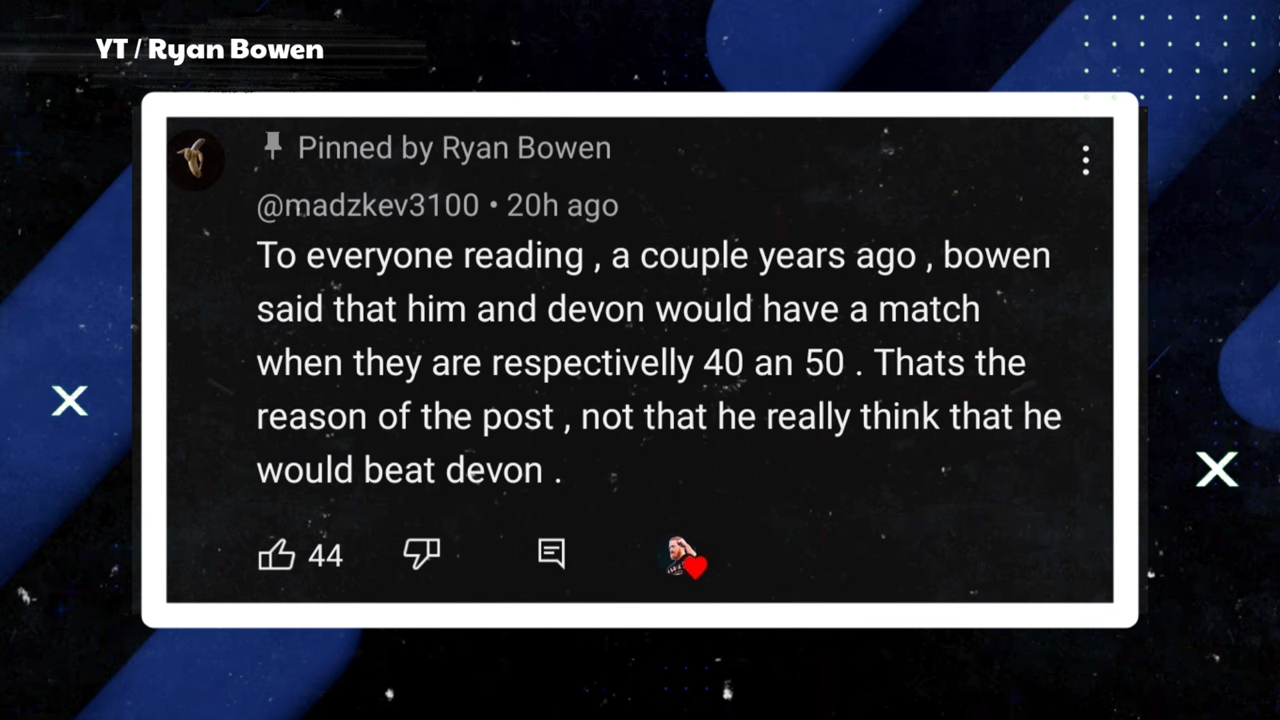 YT / Ryan Bowen
Pinned by Ryan Bowen
@madzkev3100 • 20h ago
To everyone reading , a couple years ago , bowen
said that him and devon would have a match
when they are respectivelly 40 an 50 . Thats the
reason of the post , not that he really think that he
would beat devon .
44